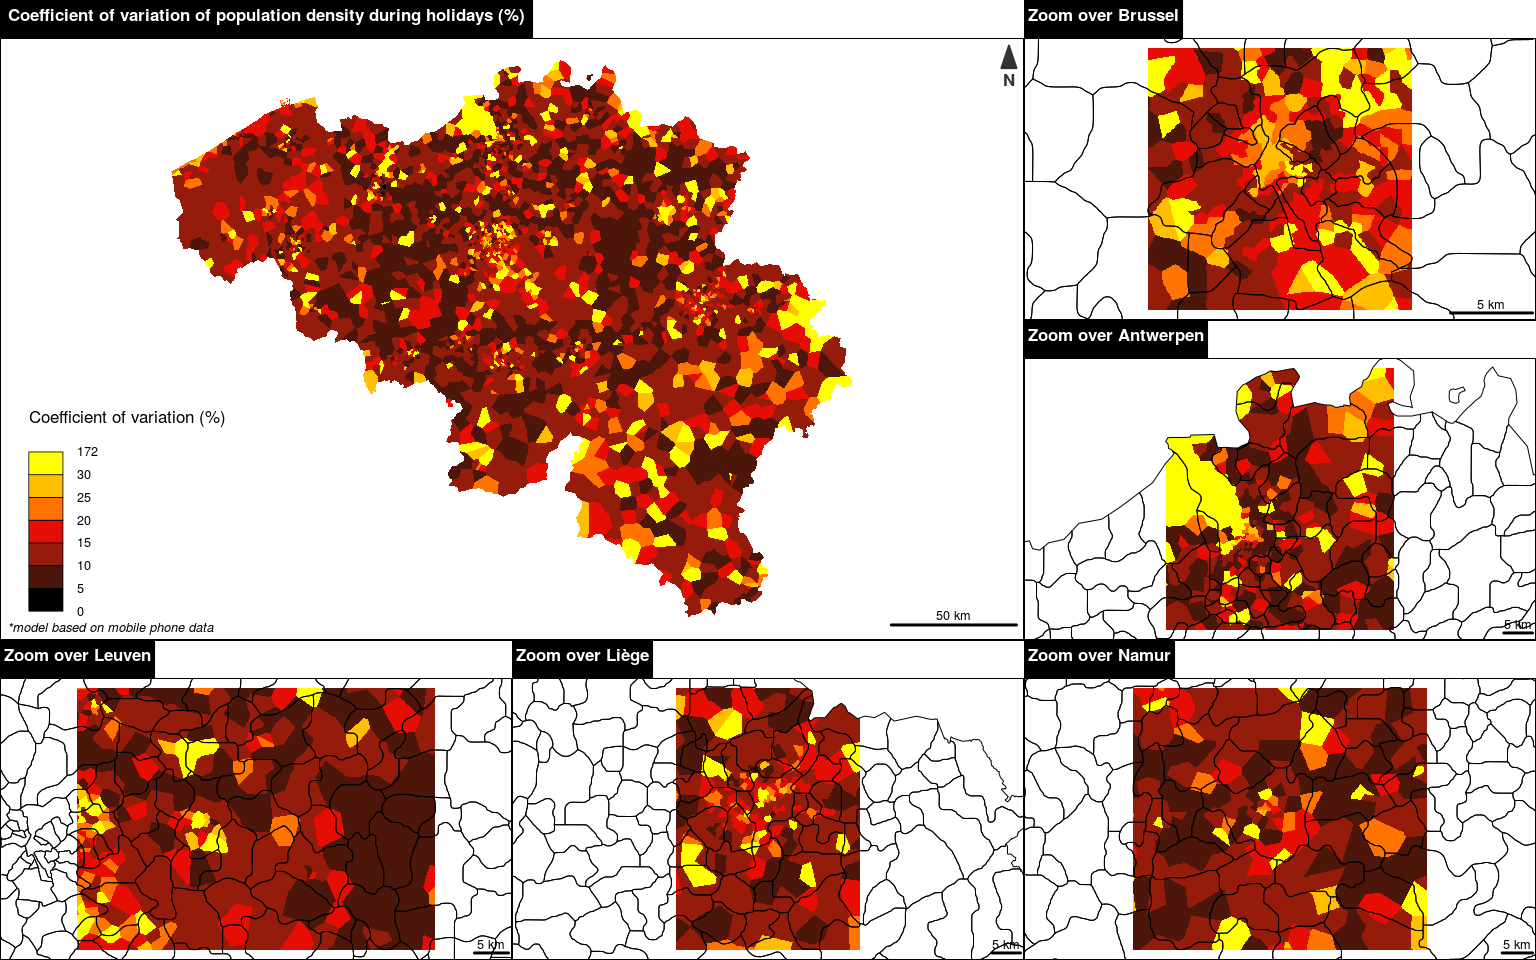 Coefficient of variation of population density during holidays (%)
N
Coefficient of variation (%)
172
30
25
20
15
10
5
0
*model based on mobile phone data
50 km
Zoom over Brussel
5 km
Zoom over Antwerpen
5 km
Zoom over Leuven
5 km
Zoom over Liège
5 km
Zoom over Namur
5 km